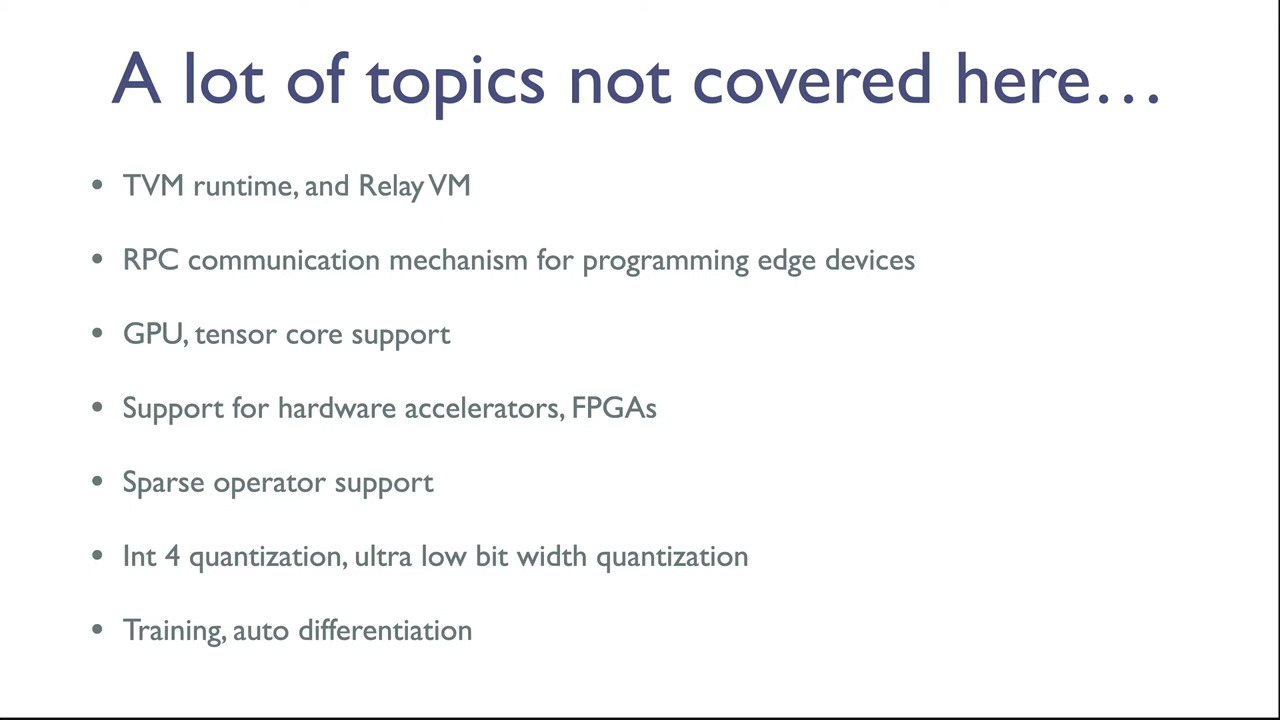 A lot of topics not covered here…
• TVM runtime, and Relay VM
• RPC communication mechanism for programming edge devices
• GPU, tensor core support
• Support for hardware accelerators, FPGAs
• Sparse operator support
• Int 4 quantization, ultra low bit width quantization
• Training, auto differentiation